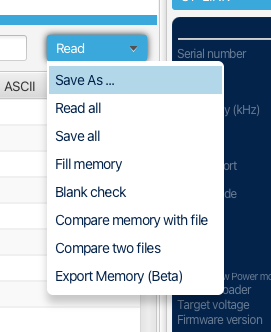 Read
Serial number
ASCII
Save As ...
Read all
Save all
Fill memory
Blank check
Compare memory with file
Compare two files
Export Memory (Beta)
(kHz)
Target voltage
Firmware version